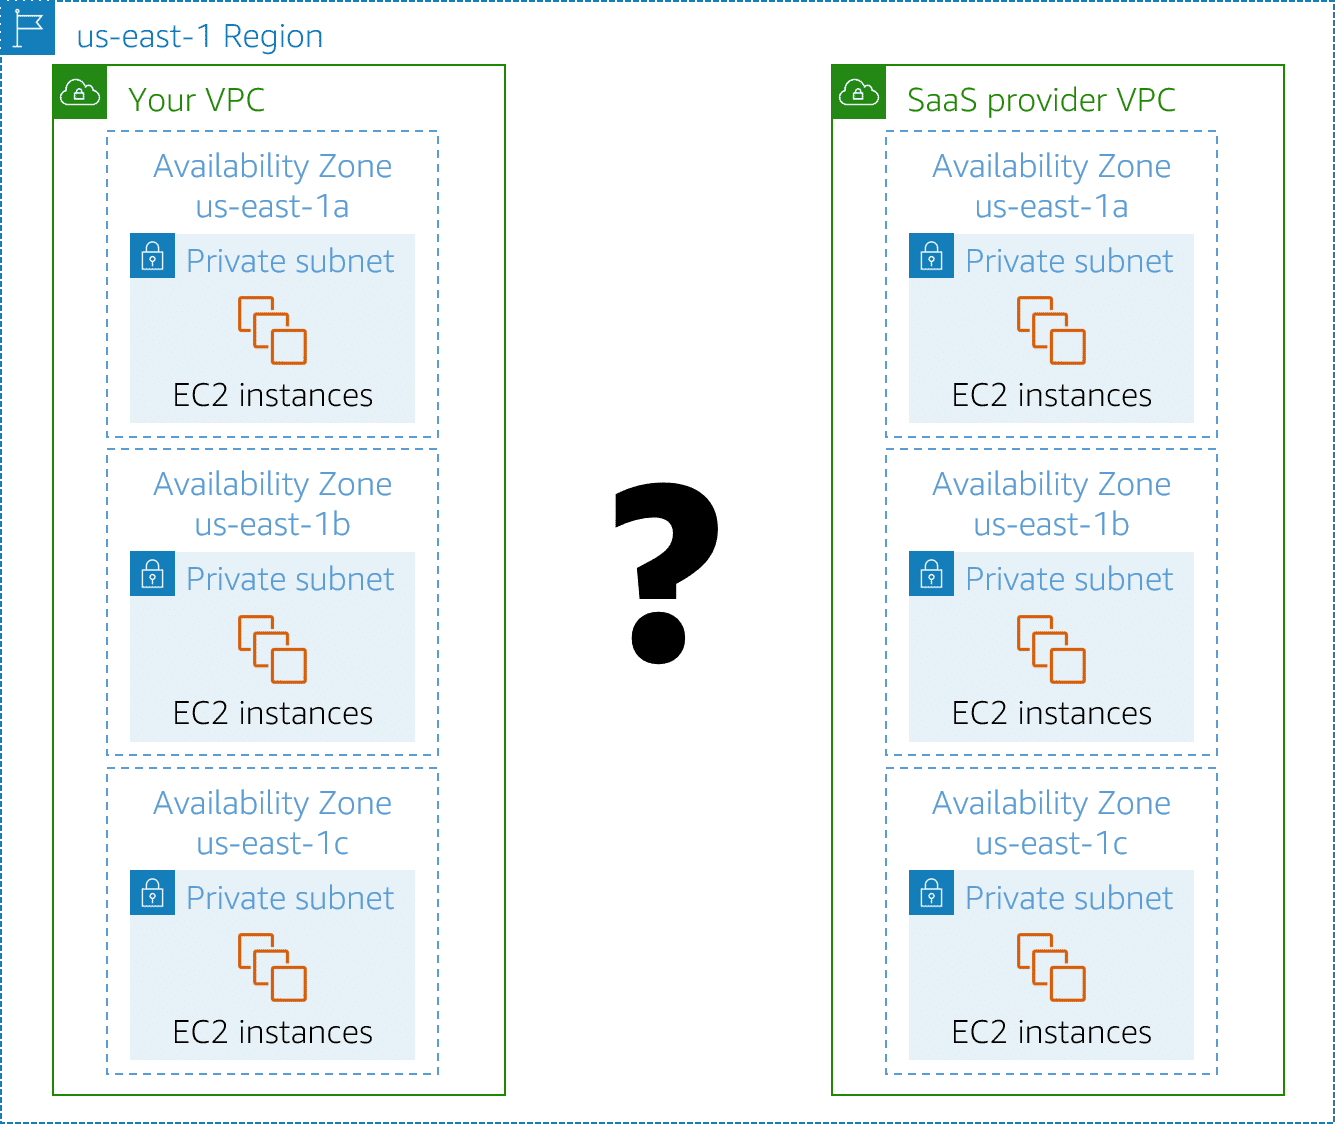 us-east-1 Region
Your VPC
Availability Zone
us-east-1a
Private subnet
EC2 instances
Availability Zone
us-east-1b
Private subnet
EC2 instances
Availability Zone
us-east-1c
Private subnet
EC2 instances
?
SaaS provider VPC
Availability Zone
us-east-1a
Private subnet
EC2 instances
Availability Zone
us-east-1b
Private subnet
EC2 instances
Availability Zone
us-east-1c
Private subnet
EC2 instances